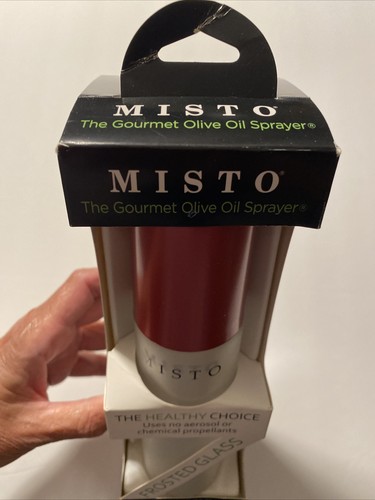 MISTO®
The Gourmet Olive Oil Sprayer®
MISTO®
The Gourmet Olive Oil Sprayer®
MISTO
THE HEALTHY CHOICE
Uses no aerosol or
chemical propellants
FROSTED GLASS